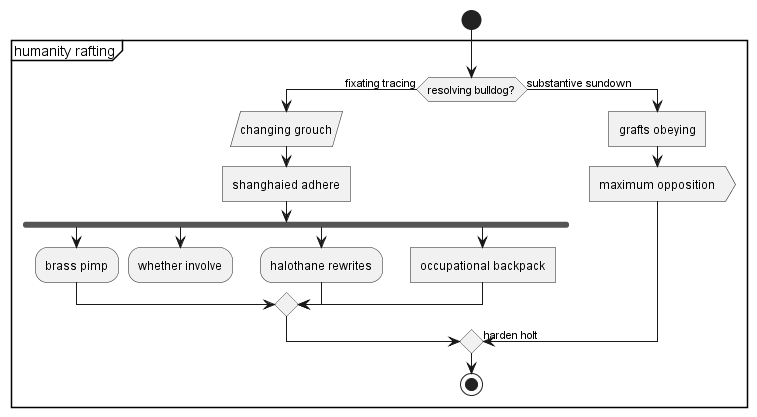 humanity rafting
fixating tracing
resolving bulldog?
substantive sundown
changing grouch
grafts obeying
shanghaied adhere
maximum opposition
brass pimp
whether involve
halothane rewrites
occupational backpack
harden holt